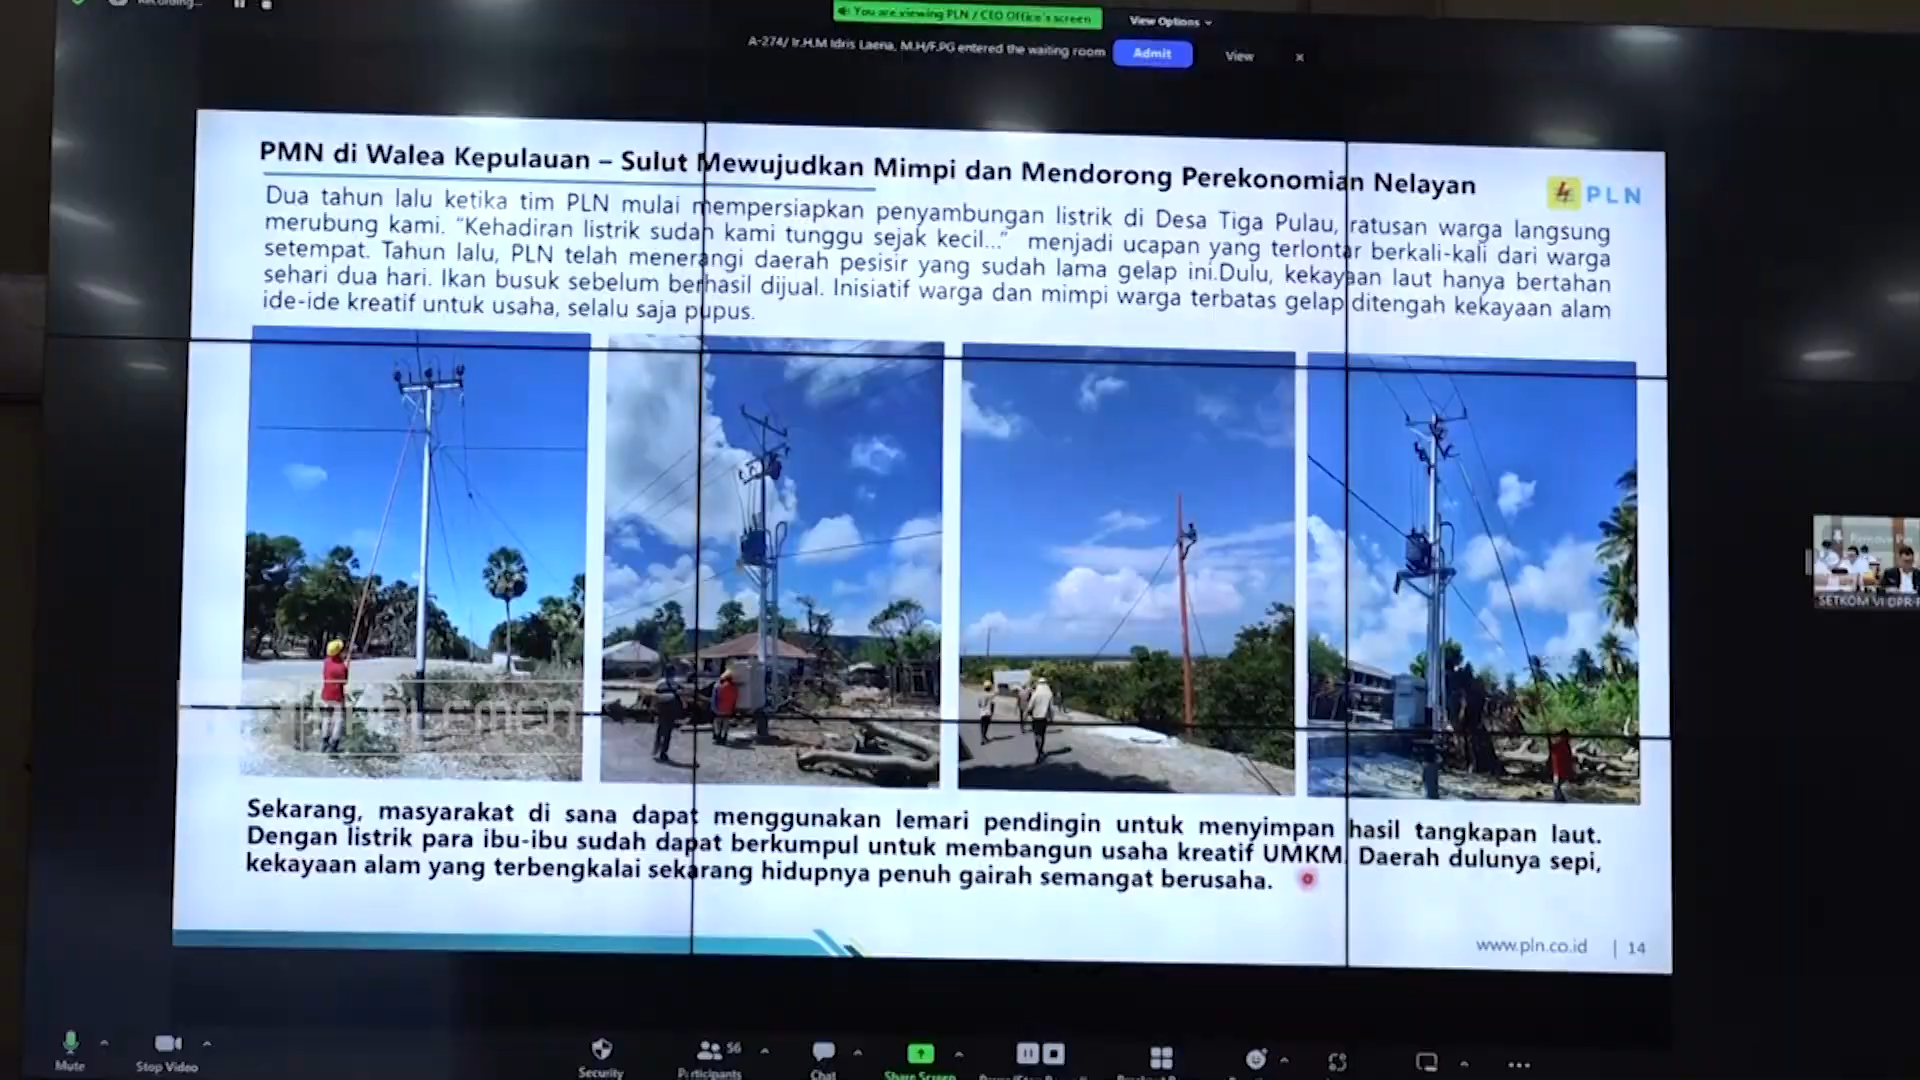 Recording...
You are viewing PLN / CEO Office's screen
View Options
A-274/ Ir.H.M Idris Laena, M.H/F.PG entered the waiting room
Admit
View
PMN di Walea Kepulauan – Sulut Mewujudkan Mimpi dan Mendorong Perekonomian Nelayan
PLN
Dua tahun lalu ketika tim PLN mulai mempersiapkan penyambungan listrik di Desa Tiga Pulau, ratusan warga langsung
merubung kami. “Kehadiran listrik sudah kami tunggu sejak kecil...” menjadi ucapan yang terlontar berkali-kali dari warga
setempat. Tahun lalu, PLN telah menerangi daerah pesisir yang sudah lama gelap ini.Dulu, kekayaan laut hanya bertahan
sehari dua hari. Ikan busuk sebelum berhasil dijual. Inisiatif warga dan mimpi warga terbatas gelap ditengah kekayaan alam
ide-ide kreatif untuk usaha, selalu saja pupus.
Sekarang, masyarakat di sana dapat menggunakan lemari pendingin untuk menyimpan hasil tangkapan laut.
Dengan listrik para ibu-ibu sudah dapat berkumpul untuk membangun usaha kreatif UMKM. Daerah dulunya sepi,
kekayaan alam yang terbengkalai sekarang hidupnya penuh gairah semangat berusaha.
www.pln.co.id | 14
SETKOM VI DPR-
Mute
Stop Video
Security
56
Participants
Chat
Share Screen